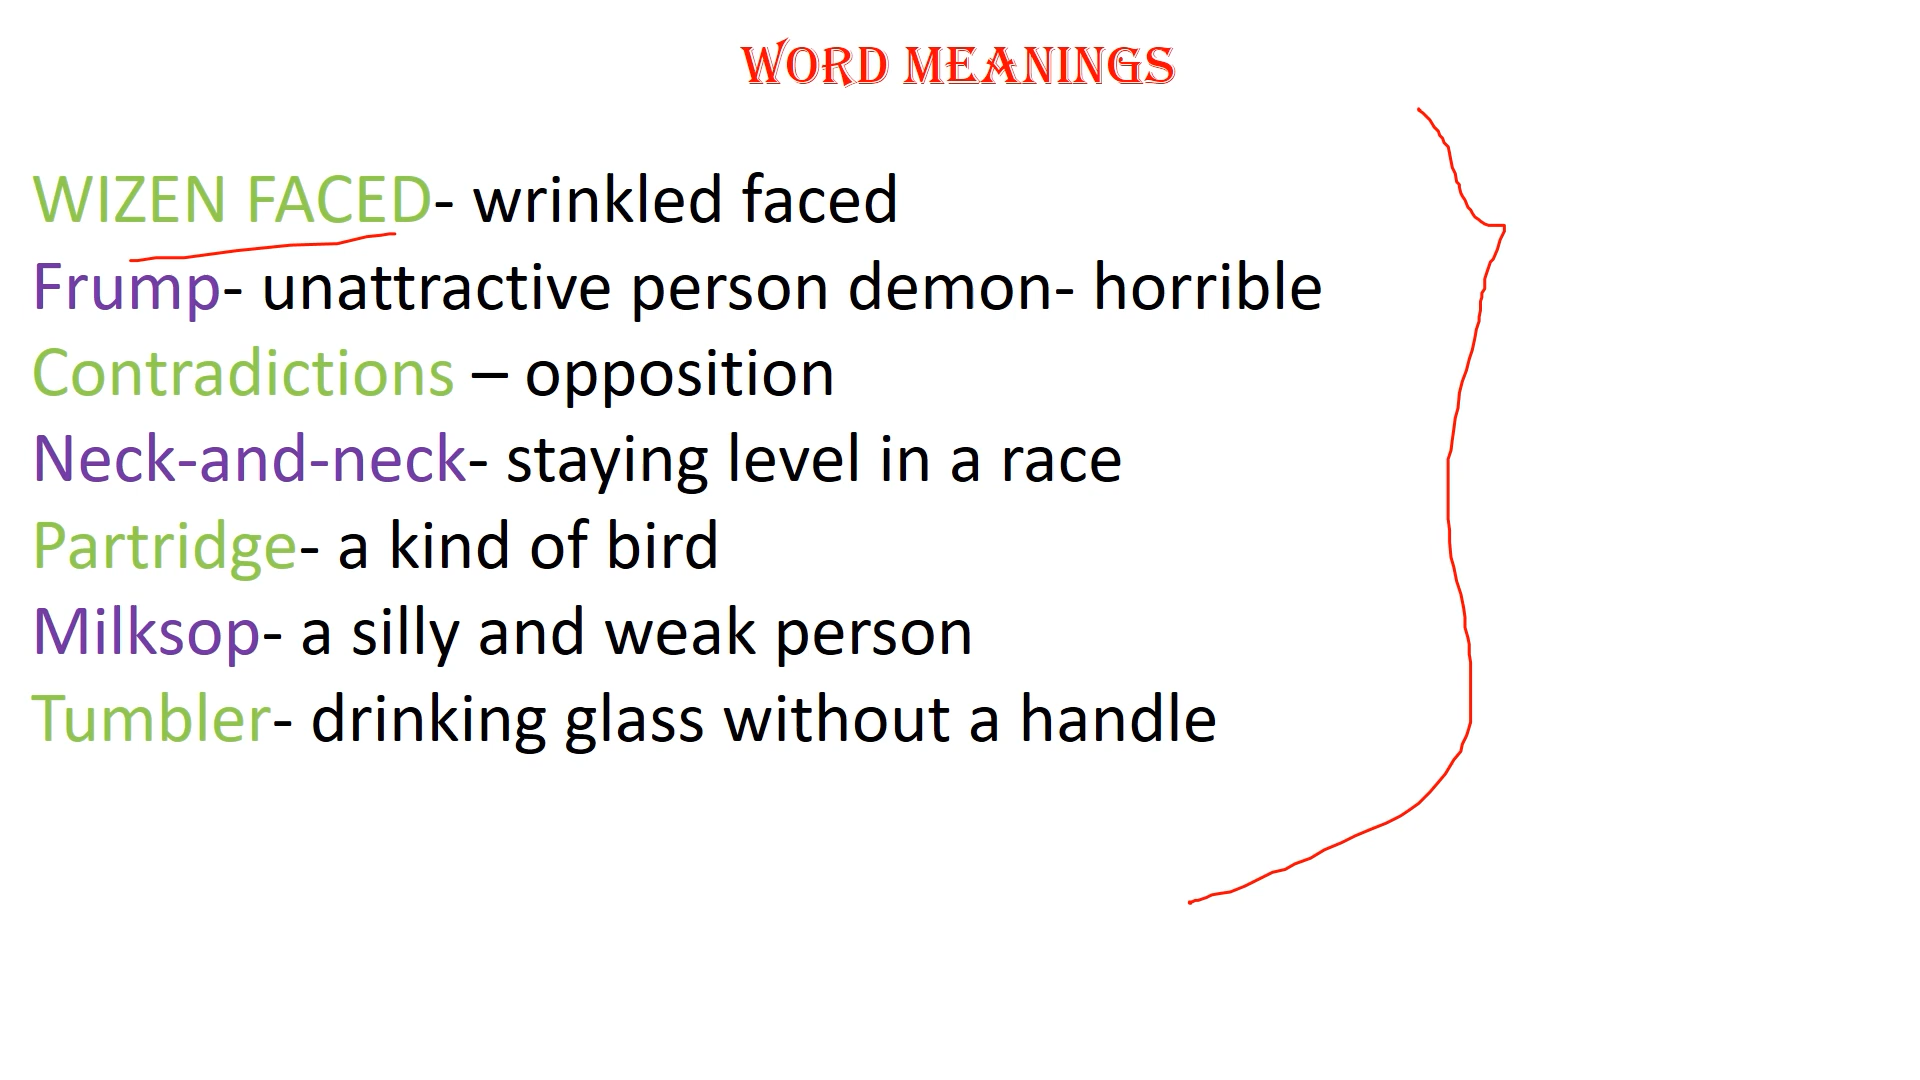 WORD MEANINGS
WIZEN FACED- wrinkled faced
Frump- unattractive person demon- horrible
Contradictions – opposition
Neck-and-neck- staying level in a race
Partridge- a kind of bird
Milksop- a silly and weak person
Tumbler- drinking glass without a handle